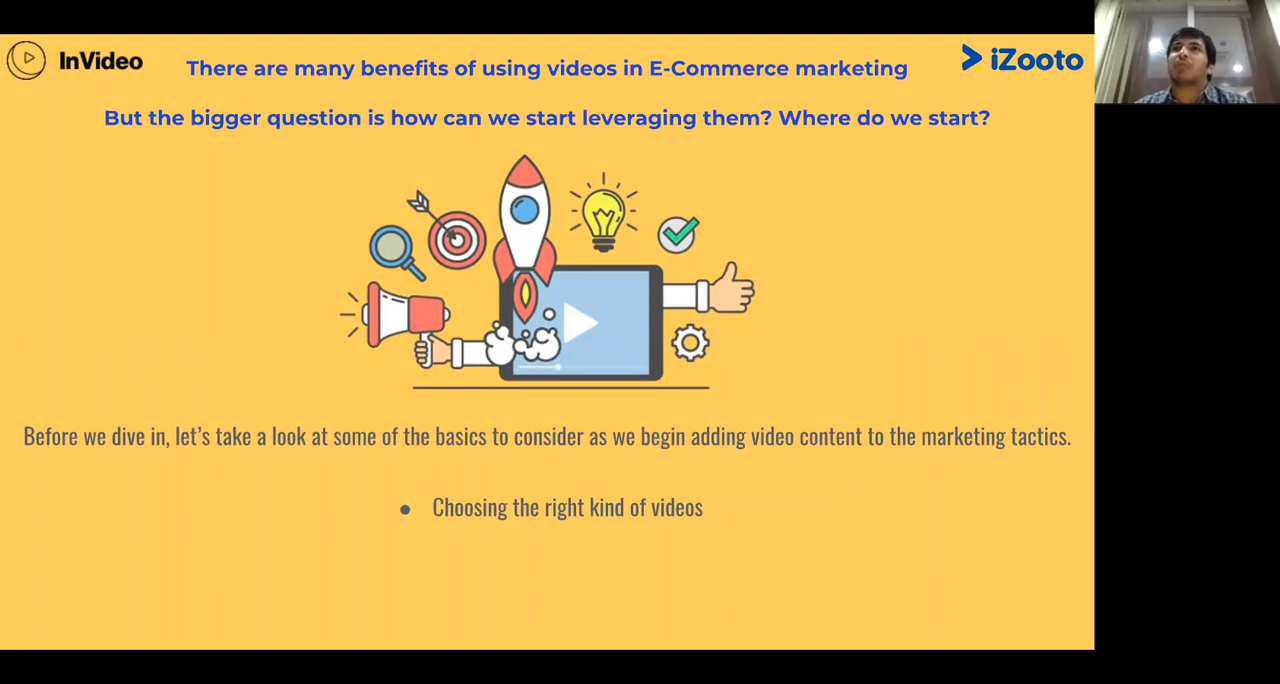 InVideo
There are many benefits of using videos in E-Commerce marketing
iZooto
But the bigger question is how can we start leveraging them? Where do we start?
Before we dive in, let’s take a look at some of the basics to consider as we begin adding video content to the marketing tactics.
● Choosing the right kind of videos